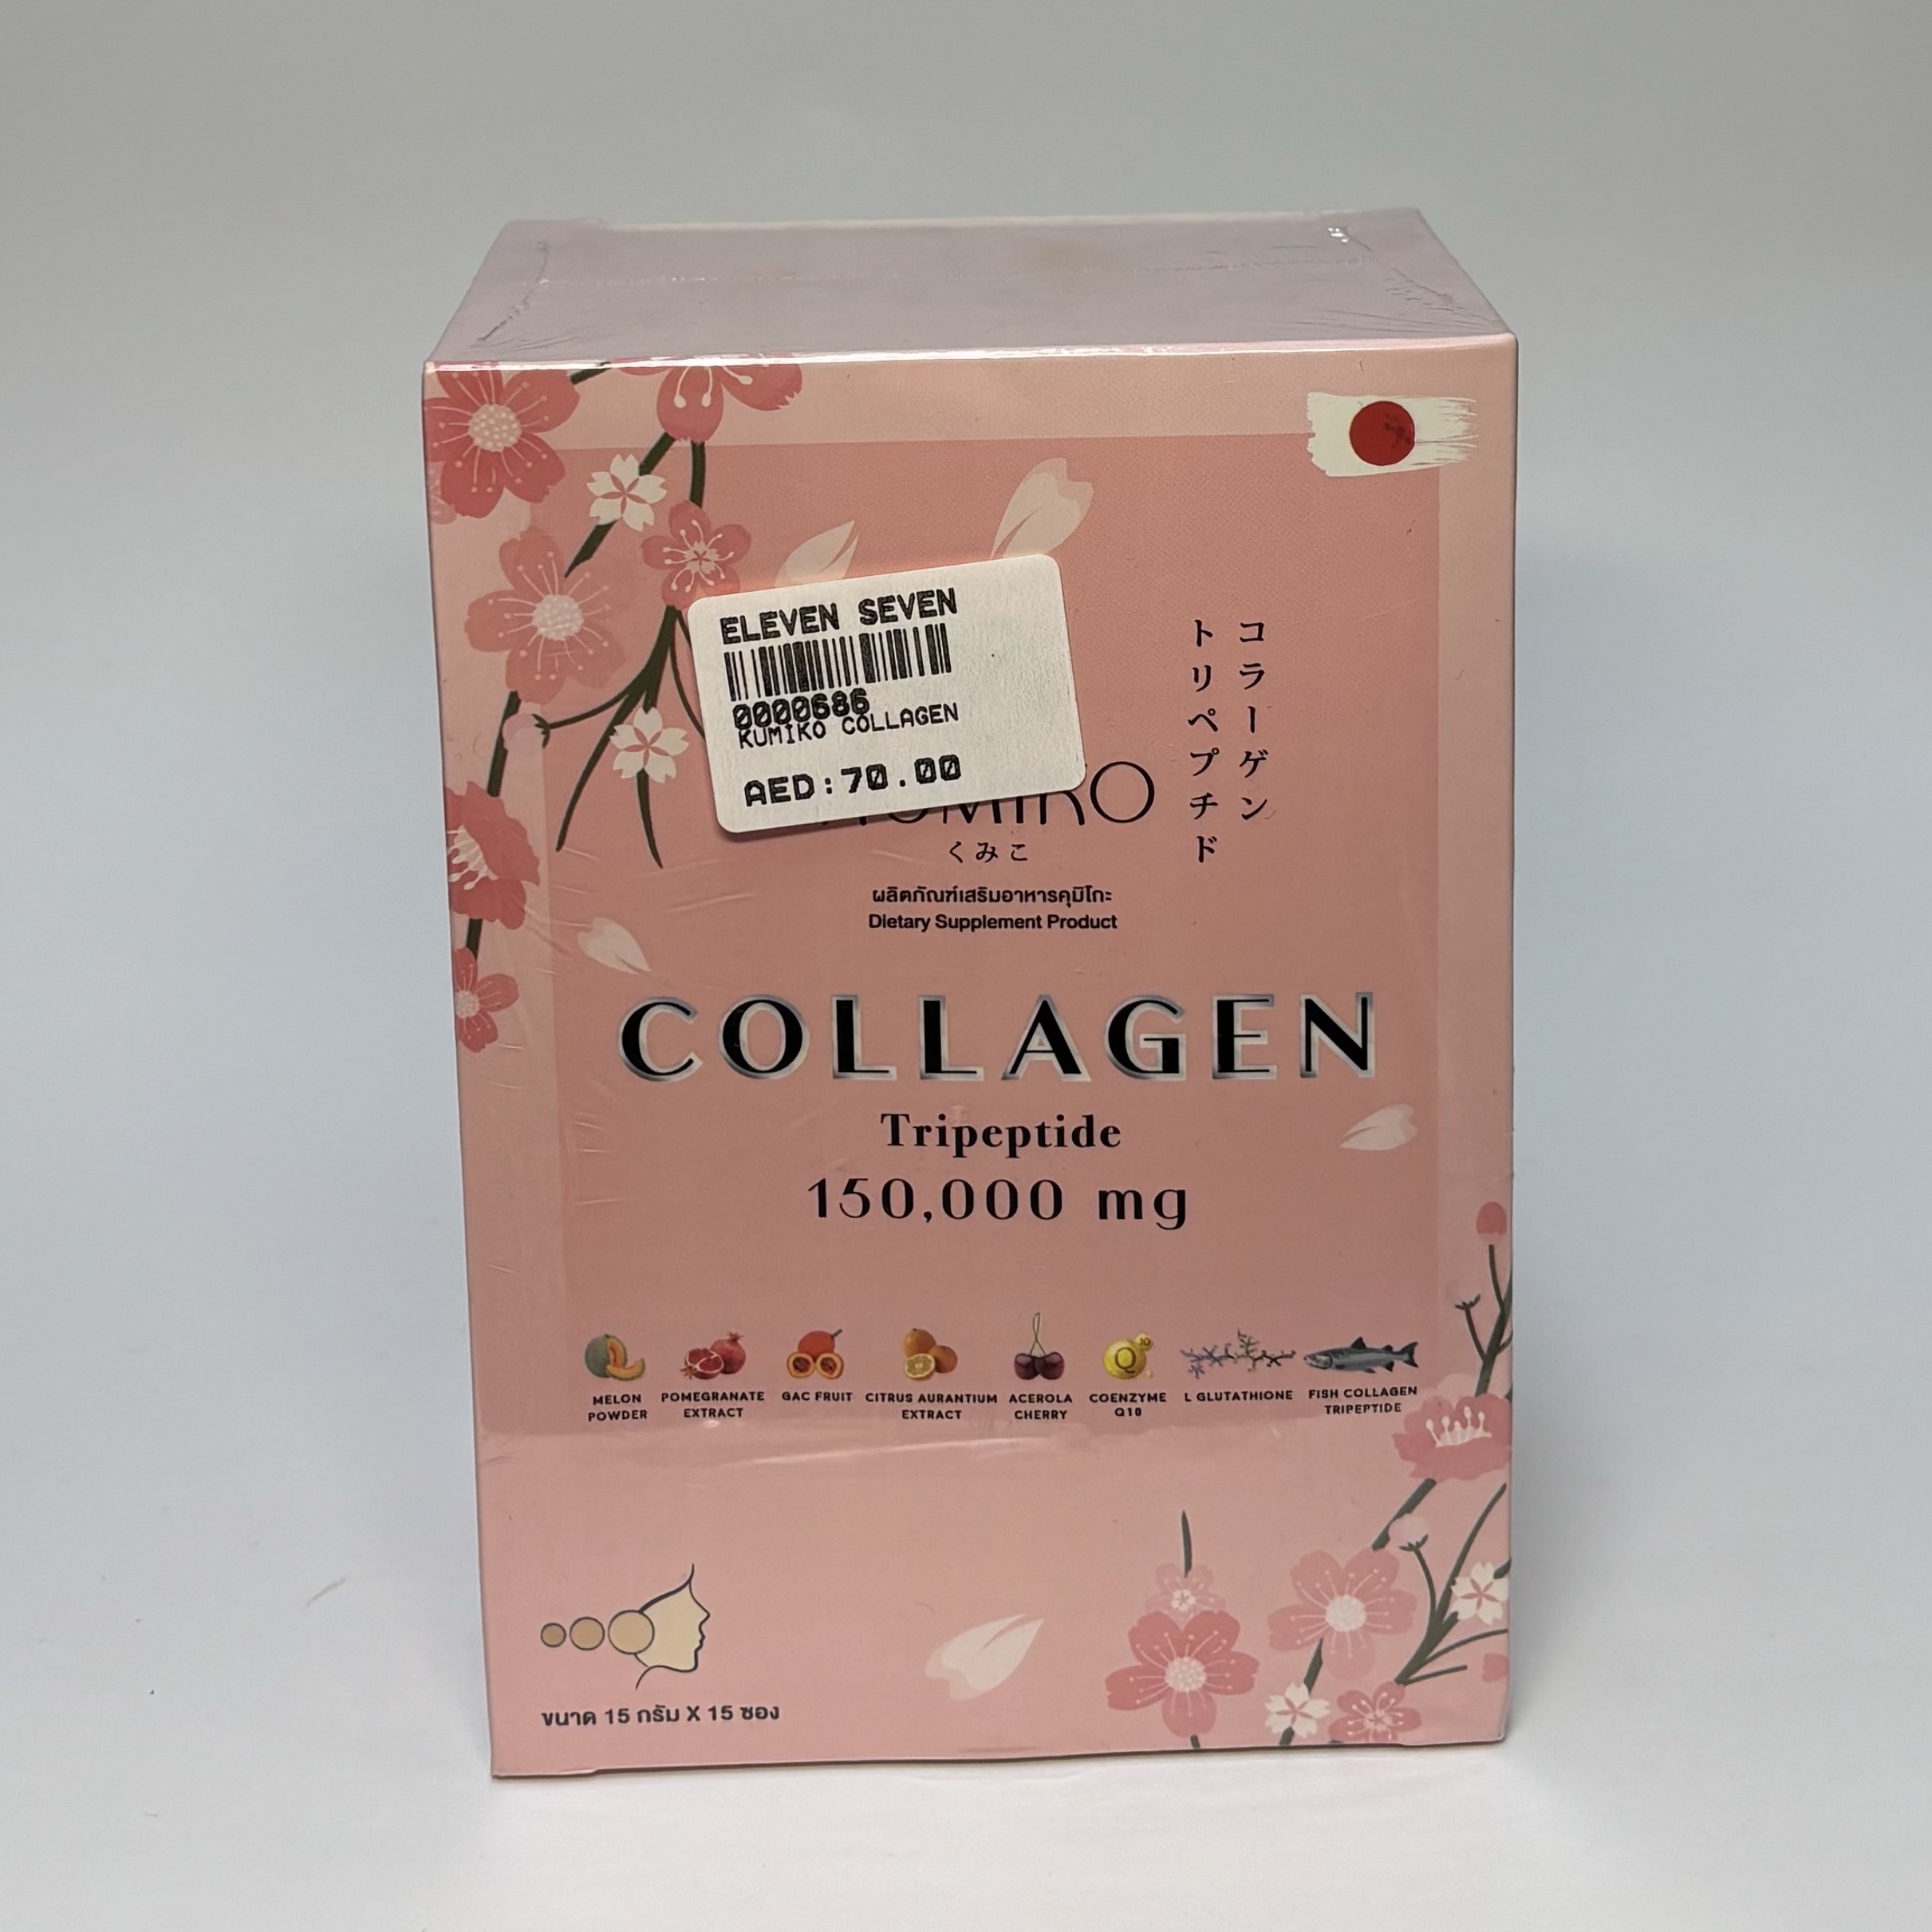 ELEVEN SEVEN
0000686
KUMIKO COLLAGEN
AED:70.00
コラーゲン
トリペプチド
KUMIKO
くみこ
ผลิตภัณฑ์เสริมอาหารคุมิโกะ
Dietary Supplement Product
COLLAGEN
Tripeptide
150,000 mg
MELON
POWDER
POMEGRANATE
EXTRACT
GAC FRUIT
CITRUS AURANTIUM
EXTRACT
ACEROLA
CHERRY
COENZYME
Q10
L GLUTATHIONE
FISH COLLAGEN
TRIPEPTIDE
Q
10
ขนาด 15 กรัม X 15 ซอง